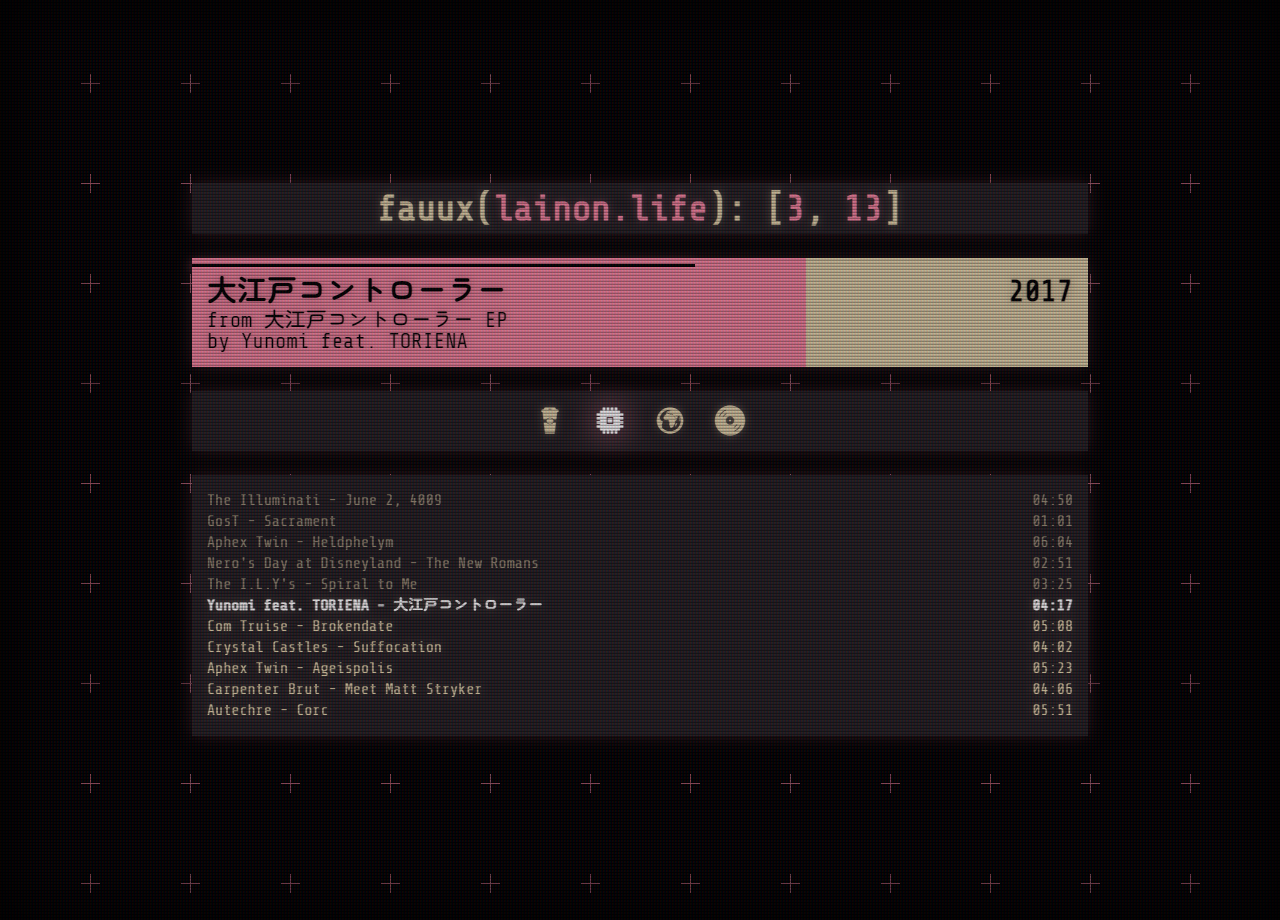 fauux(lainon.life): [3, 13]
大江戸コントローラー 2017
from 大江戸コントローラー EP
by Yunomi feat. TORIENA
The Illuminati - June 2, 4009 04:50
GosT - Sacrament 01:01
Aphex Twin - Heldphelym 06:04
Nero's Day at Disneyland - The New Romans 02:51
The I.L.Y's - Spiral to Me 03:25
Yunomi feat. TORIENA - 大江戸コントローラー 04:17
Com Truise - Brokendate 05:08
Crystal Castles - Suffocation 04:02
Aphex Twin - Ageispolis 05:23
Carpenter Brut - Meet Matt Stryker 04:06
Autechre - Corc 05:51